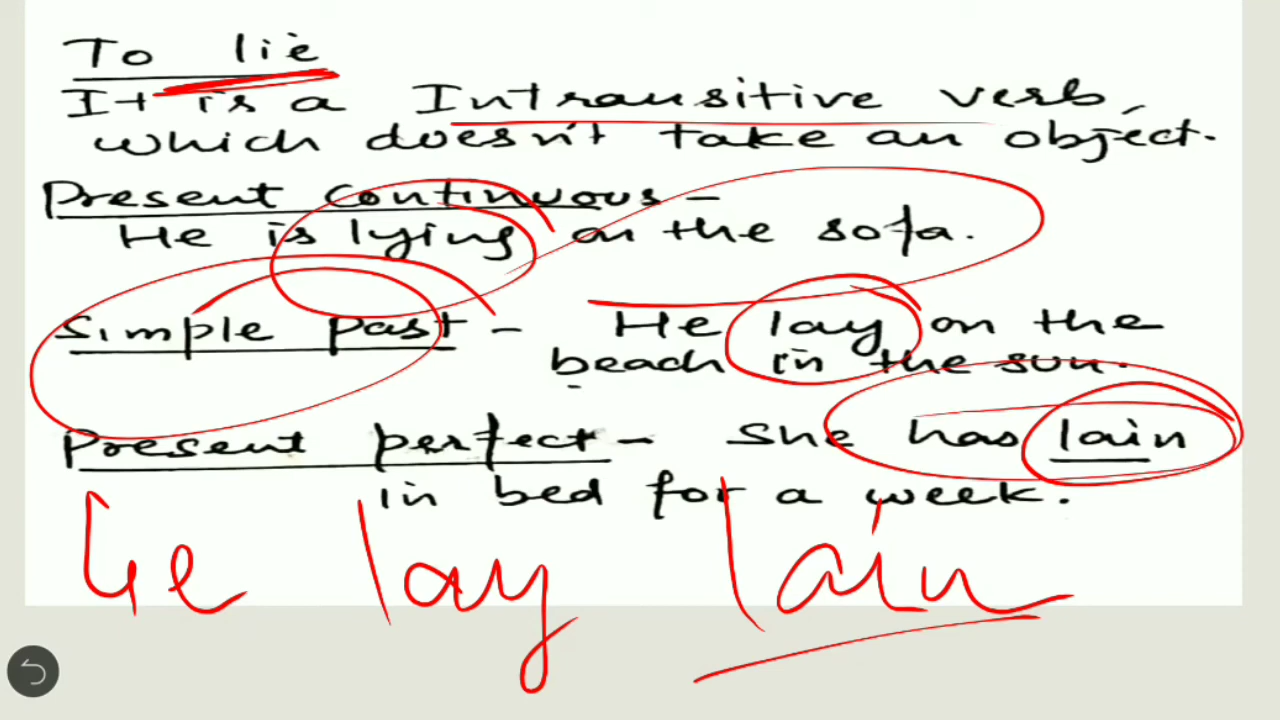 To lie
It is a Intransitive verb,
which doesn't take an object.
Present continuous -
He is lying on the sofa.
Simple past - He lay on the
beach in the sun.
Present perfect - She has lain
in bed for a week.
lie lay lain